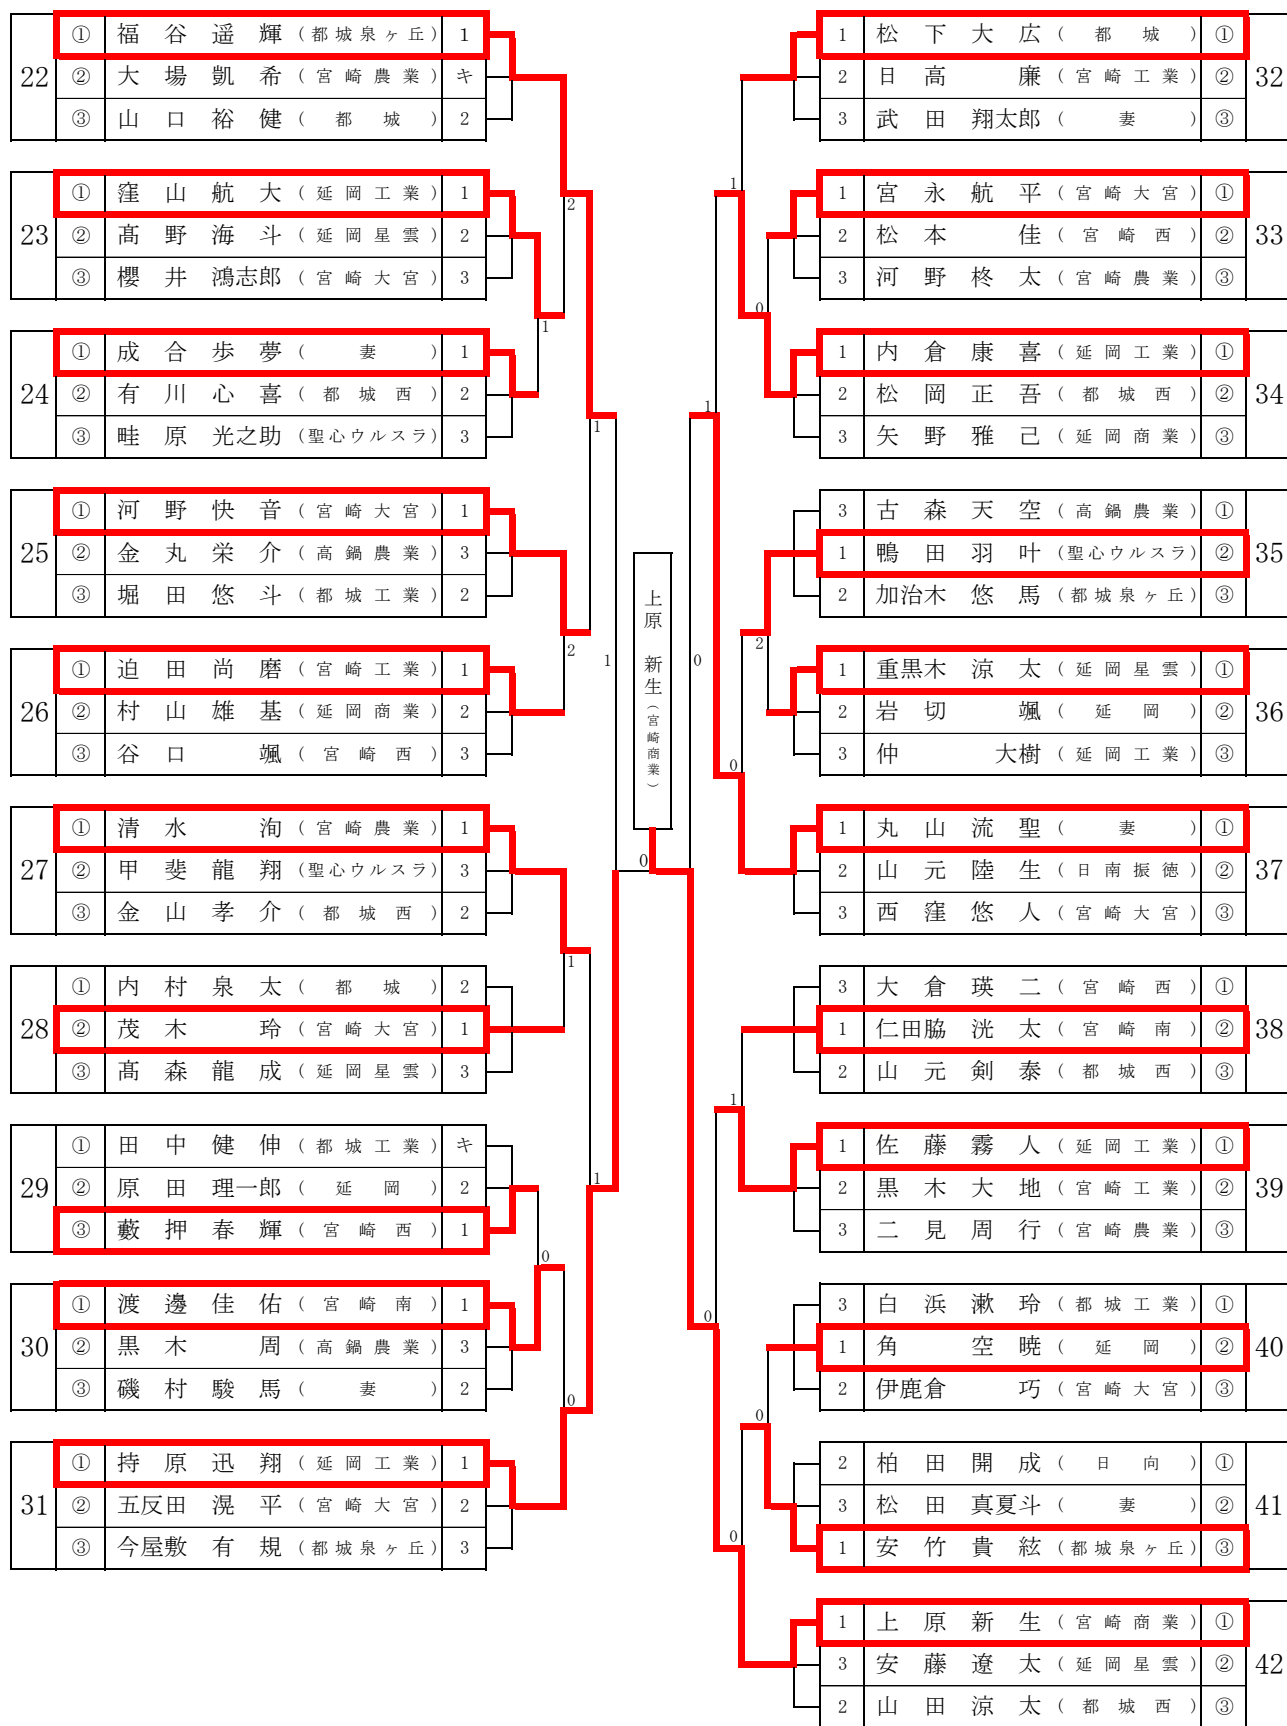 22
① 福谷遥輝 (都城泉ヶ丘) 1
② 大場凱希 (宮崎農業) キ
③ 山口裕健 (都城) 2
23
① 窪山航大 (延岡工業) 1
② 髙野海斗 (延岡星雲) 2
③ 櫻井鴻志郎 (宮崎大宮) 3
24
① 成合歩夢 (妻) 1
② 有川心喜 (都城西) 2
③ 畦原光之助 (聖心ウルスラ) 3
25
① 河野快音 (宮崎大宮) 1
② 金丸栄介 (高鍋農業) 3
③ 堀田悠斗 (都城工業) 2
26
① 迫田尚磨 (宮崎工業) 1
② 村山雄基 (延岡商業) 2
③ 谷口颯 (宮崎西) 3
27
① 清水洵 (宮崎農業) 1
② 甲斐龍翔 (聖心ウルスラ) 3
③ 金山孝介 (都城西) 2
28
① 内村泉太 (都城) 2
② 茂木玲 (宮崎大宮) 1
③ 髙森龍成 (延岡星雲) 3
29
① 田中健伸 (都城工業) キ
② 原田理一郎 (延岡) 2
③ 藪押春輝 (宮崎西) 1
30
① 渡邊佳佑 (宮崎南) 1
② 黒木周 (高鍋農業) 3
③ 磯村駿馬 (妻) 2
31
① 持原迅翔 (延岡工業) 1
② 五反田滉平 (宮崎大宮) 2
③ 今屋敷有規 (都城泉ヶ丘) 3
2
1
1
2
1
1
1
0
0
0
上原 新生 (宮崎商業)
0
1
1
0
2
0
1
0
0
0
1 松下大広 (都城) ①
2 日高廉 (宮崎工業) ②
3 武田翔太郎 (妻) ③
32
1 宮永航平 (宮崎大宮) ①
2 松本佳 (宮崎西) ②
3 河野柊太 (宮崎農業) ③
33
1 内倉康喜 (延岡工業) ①
2 松岡正吾 (都城西) ②
3 矢野雅己 (延岡商業) ③
34
3 古森天空 (高鍋農業) ①
1 鴨田羽叶 (聖心ウルスラ) ②
2 加治木悠馬 (都城泉ヶ丘) ③
35
1 重黒木涼太 (延岡星雲) ①
2 岩切颯 (延岡) ②
3 仲大樹 (延岡工業) ③
36
1 丸山流聖 (妻) ①
2 山元陸生 (日南振徳) ②
3 西窪悠人 (宮崎大宮) ③
37
3 大倉瑛二 (宮崎西) ①
1 仁田脇洸太 (宮崎南) ②
2 山元剣泰 (都城西) ③
38
1 佐藤霧人 (延岡工業) ①
2 黒木大地 (宮崎工業) ②
3 二見周行 (宮崎農業) ③
39
3 白浜漱玲 (都城工業) ①
1 角空暁 (延岡) ②
2 伊鹿倉巧 (宮崎大宮) ③
40
2 柏田開成 (日向) ①
3 松田真夏斗 (妻) ②
1 安竹貴絃 (都城泉ヶ丘) ③
41
1 上原新生 (宮崎商業) ①
3 安藤遼太 (延岡星雲) ②
2 山田涼太 (都城西) ③
42